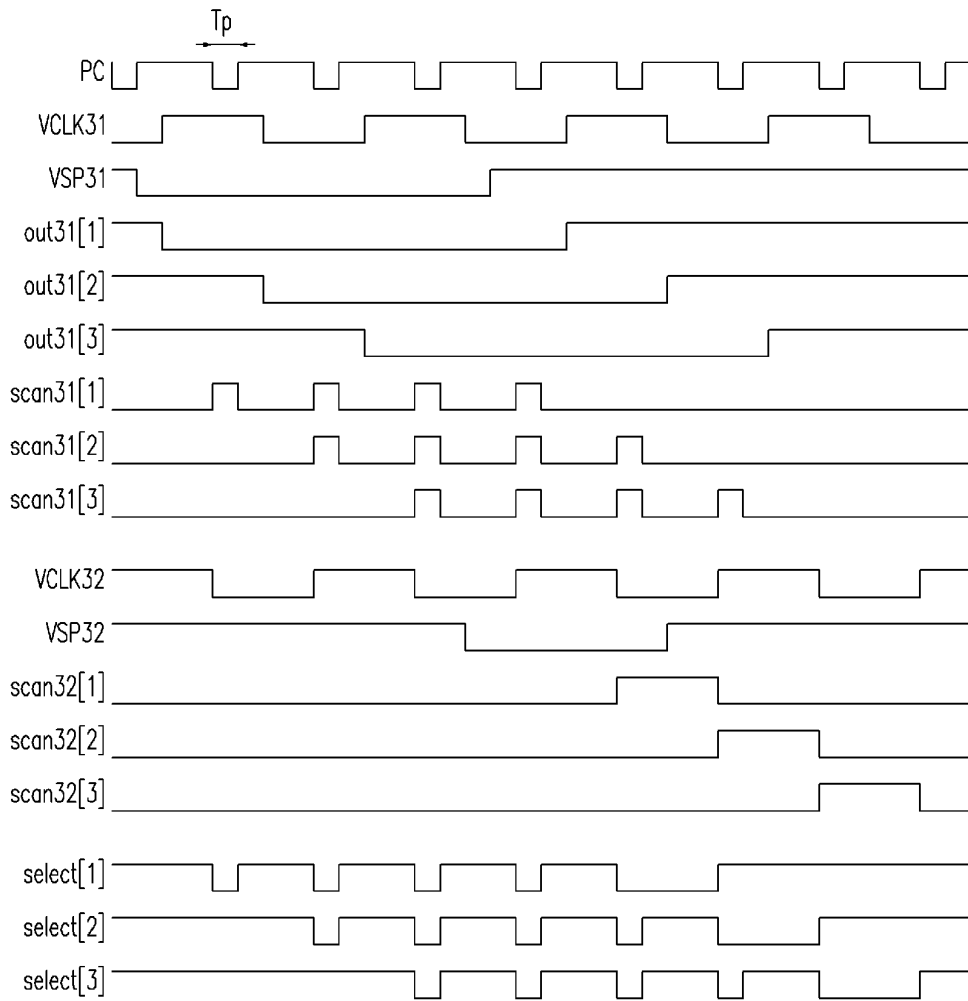 Tp
PC
VCLK31
VSP31
out31[1]
out31[2]
out31[3]
scan31[1]
scan31[2]
scan31[3]
VCLK32
VSP32
scan32[1]
scan32[2]
scan32[3]
select[1]
select[2]
select[3]